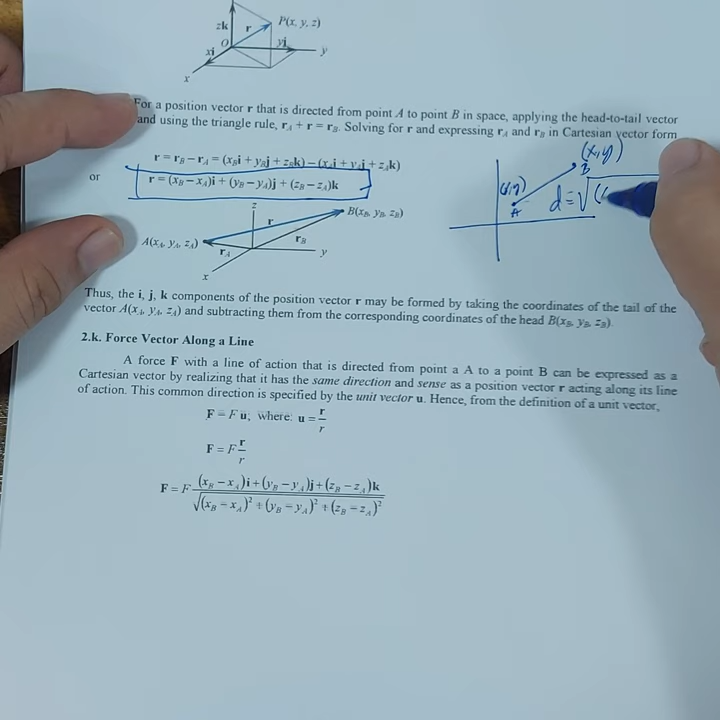 zk
r
P(x, y, z)
O
xi
yj
y
x
For a position vector r that is directed from point A to point B in space, applying the head-to-tail vector
and using the triangle rule, rA + r = rB. Solving for r and expressing rA and rB in Cartesian vector form
r = rB − rA = (xBi + yBj + zBk) − (xAi + yAj + zAk)
or
r = (xB − xA)i + (yB − yA)j + (zB − zA)k
(x,y)
B
A
d = √(
z
r
B(xB, yB, zB)
A(xA, yA, zA)
rA
rB
y
x
Thus, the i, j, k components of the position vector r may be formed by taking the coordinates of the tail of the
vector A(xA, yA, zA) and subtracting them from the corresponding coordinates of the head B(xB, yB, zB).
2.k. Force Vector Along a Line
A force F with a line of action that is directed from point a A to a point B can be expressed as a
Cartesian vector by realizing that it has the same direction and sense as a position vector r acting along its line
of action. This common direction is specified by the unit vector u. Hence, from the definition of a unit vector,
F = F u; where: u = r/r
F = F r/r
F = F (xB − xA)i + (yB − yA)j + (zB − zA)k / √(xB − xA)² + (yB − yA)² + (zB − zA)²